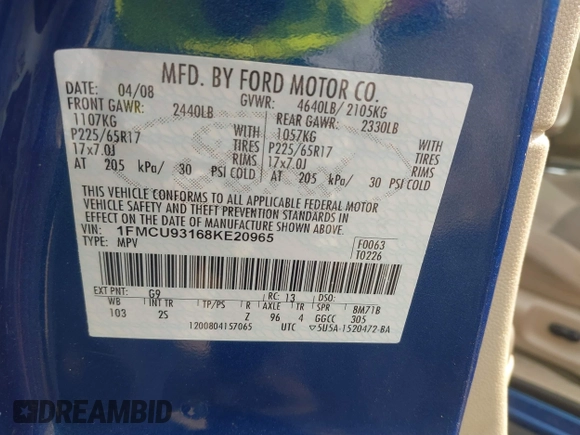 MFD. BY FORD MOTOR CO.
DATE: 04/08 GVWR: 4640LB/ 2105KG
FRONT GAWR: 2440LB REAR GAWR: 2330LB
1107KG WITH 1057KG WITH
P225/65R17 TIRES P225/65R17 TIRES
17x7.0J RIMS 17x7.0J RIMS
AT 205 kPa/ 30 PSI COLD AT 205 kPa/ 30 PSI COLD
THIS VEHICLE CONFORMS TO ALL APPLICABLE FEDERAL MOTOR
VEHICLE SAFETY AND THEFT PREVENTION STANDARDS IN
EFFECT ON THE DATE OF MANUFACTURE SHOWN ABOVE.
VIN: 1FMCU93168KE20965 F0063
TYPE: MPV T0226
EXT PNT: G9 RC: 13 DSO:
WB INT TR TP/PS R AXLE TR SPR BM71B
103 2S Z 96 4 GGCC 305
120080415706S UTC ▽5U5A-1520472-BA
DREAMBID